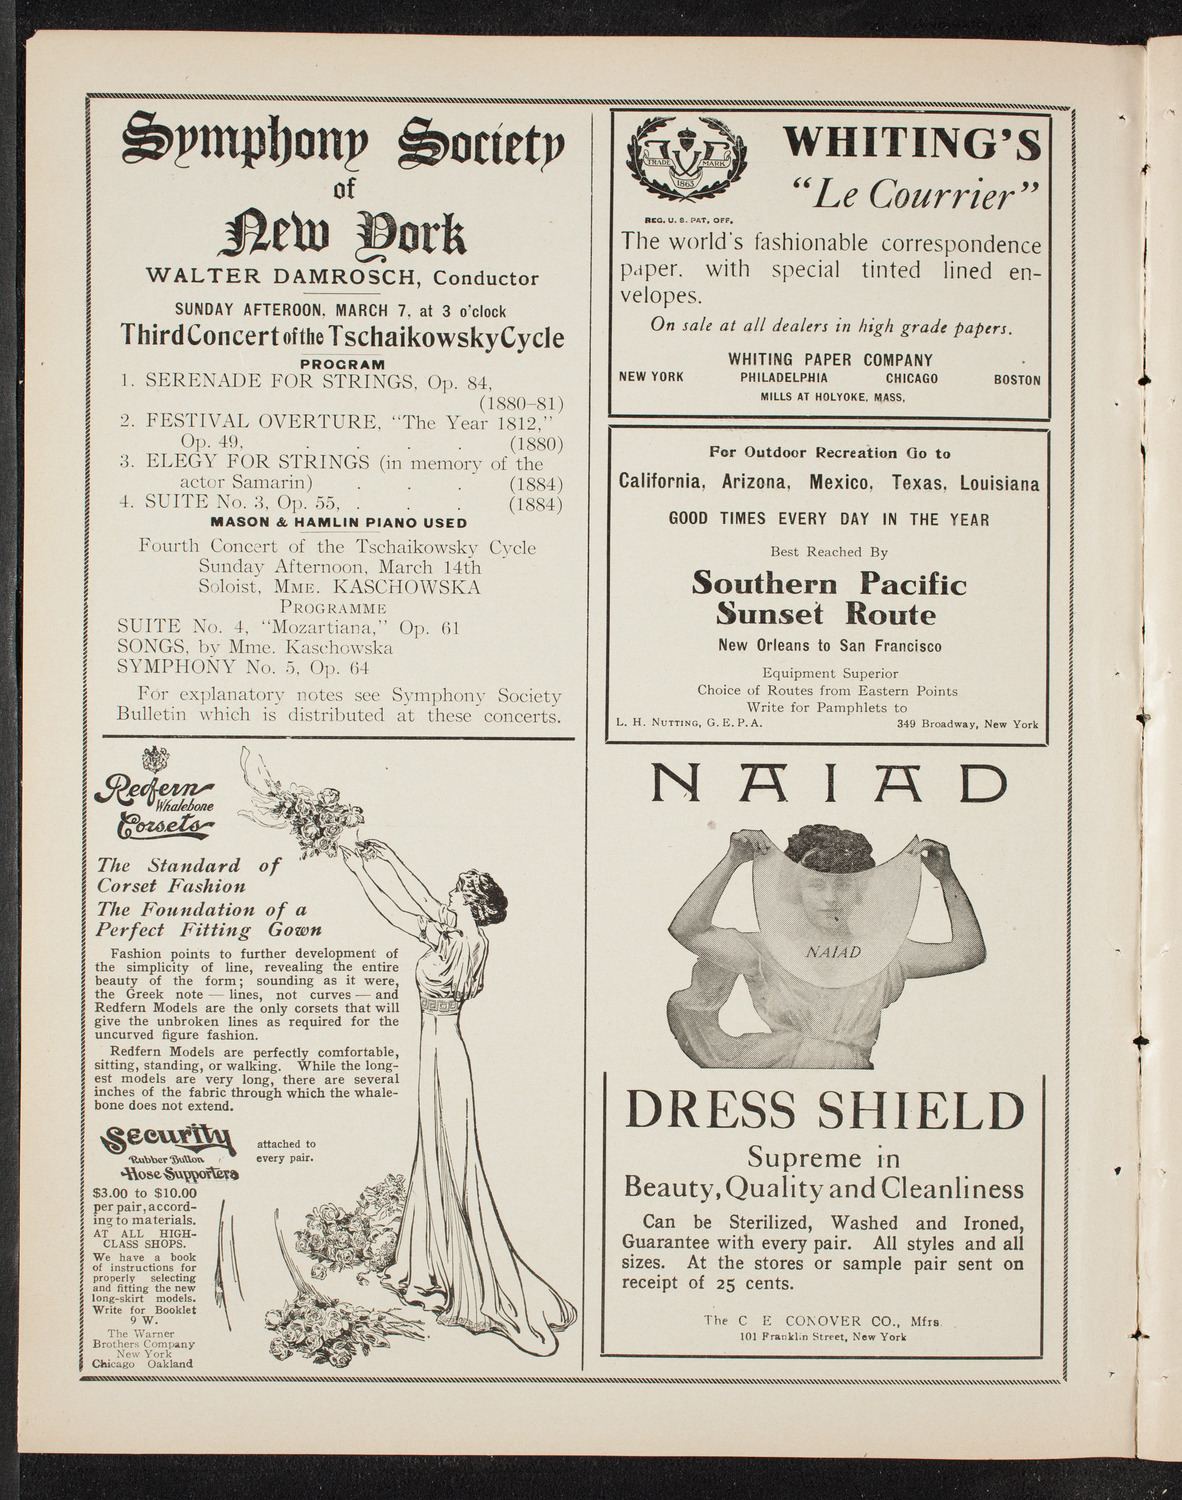 Symphony Society
of
New York
WALTER DAMROSCH, Conductor
SUNDAY AFTEROON, MARCH 7, at 3 o'clock
Third Concert of the Tschaikowsky Cycle
PROGRAM
1. SERENADE FOR STRINGS, Op. 84,
(1880-81)
2. FESTIVAL OVERTURE, "The Year 1812,"
Op. 49, . . . . (1880)
3. ELEGY FOR STRINGS (in memory of the
actor Samarin) . . . (1884)
4. SUITE No. 3, Op. 55, . . . (1884)
MASON & HAMLIN PIANO USED
Fourth Concert of the Tschaikowsky Cycle
Sunday Afternoon, March 14th
Soloist, MME. KASCHOWSKA
PROGRAMME
SUITE No. 4, "Mozartiana," Op. 61
SONGS, by Mme. Kaschowska
SYMPHONY No. 5, Op. 64
For explanatory notes see Symphony Society
Bulletin which is distributed at these concerts.
Redfern
Whalebone
Corsets
The Standard of
Corset Fashion
The Foundation of a
Perfect Fitting Gown
Fashion points to further development of
the simplicity of line, revealing the entire
beauty of the form; sounding as it were,
the Greek note — lines, not curves — and
Redfern Models are the only corsets that will
give the unbroken lines as required for the
uncurved figure fashion.
Redfern Models are perfectly comfortable,
sitting, standing, or walking. While the long-
est models are very long, there are several
inches of the fabric through which the whale-
bone does not extend.
Security
Rubber Button
Hose Supporters
attached to
every pair.
$3.00 to $10.00
per pair, accord-
ing to materials.
AT ALL HIGH-
CLASS SHOPS.
We have a book
of instructions for
properly selecting
and fitting the new
long-skirt models.
Write for Booklet
9 W.
The Warner
Brothers Company
New York
Chicago Oakland
TRADE MARK
1865
REG. U. S. PAT. OFF.
WHITING'S
"Le Courrier"
The world's fashionable correspondence
paper, with special tinted lined en-
velopes.
On sale at all dealers in high grade papers.
WHITING PAPER COMPANY
NEW YORK PHILADELPHIA CHICAGO BOSTON
MILLS AT HOLYOKE, MASS.
For Outdoor Recreation Go to
California, Arizona, Mexico, Texas, Louisiana
GOOD TIMES EVERY DAY IN THE YEAR
Best Reached By
Southern Pacific
Sunset Route
New Orleans to San Francisco
Equipment Superior
Choice of Routes from Eastern Points
Write for Pamphlets to
L. H. NUTTING, G. E. P. A. 349 Broadway, New York
NAIAD
NAIAD
DRESS SHIELD
Supreme in
Beauty, Quality and Cleanliness
Can be Sterilized, Washed and Ironed,
Guarantee with every pair. All styles and all
sizes. At the stores or sample pair sent on
receipt of 25 cents.
The C E CONOVER CO., Mfrs
101 Franklin Street, New York